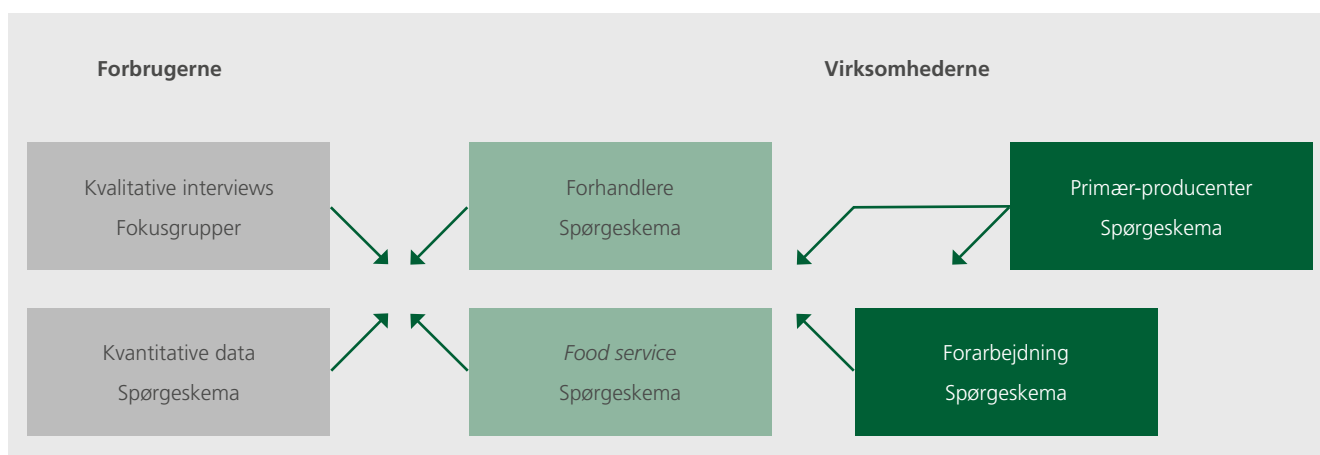 Forbrugerne
Virksomhederne
Kvalitative interviews
Fokusgrupper
Forhandlere
Spørgeskema
Primær-producenter
Spørgeskema
Kvantitative data
Spørgeskema
Food service
Spørgeskema
Forarbejdning
Spørgeskema